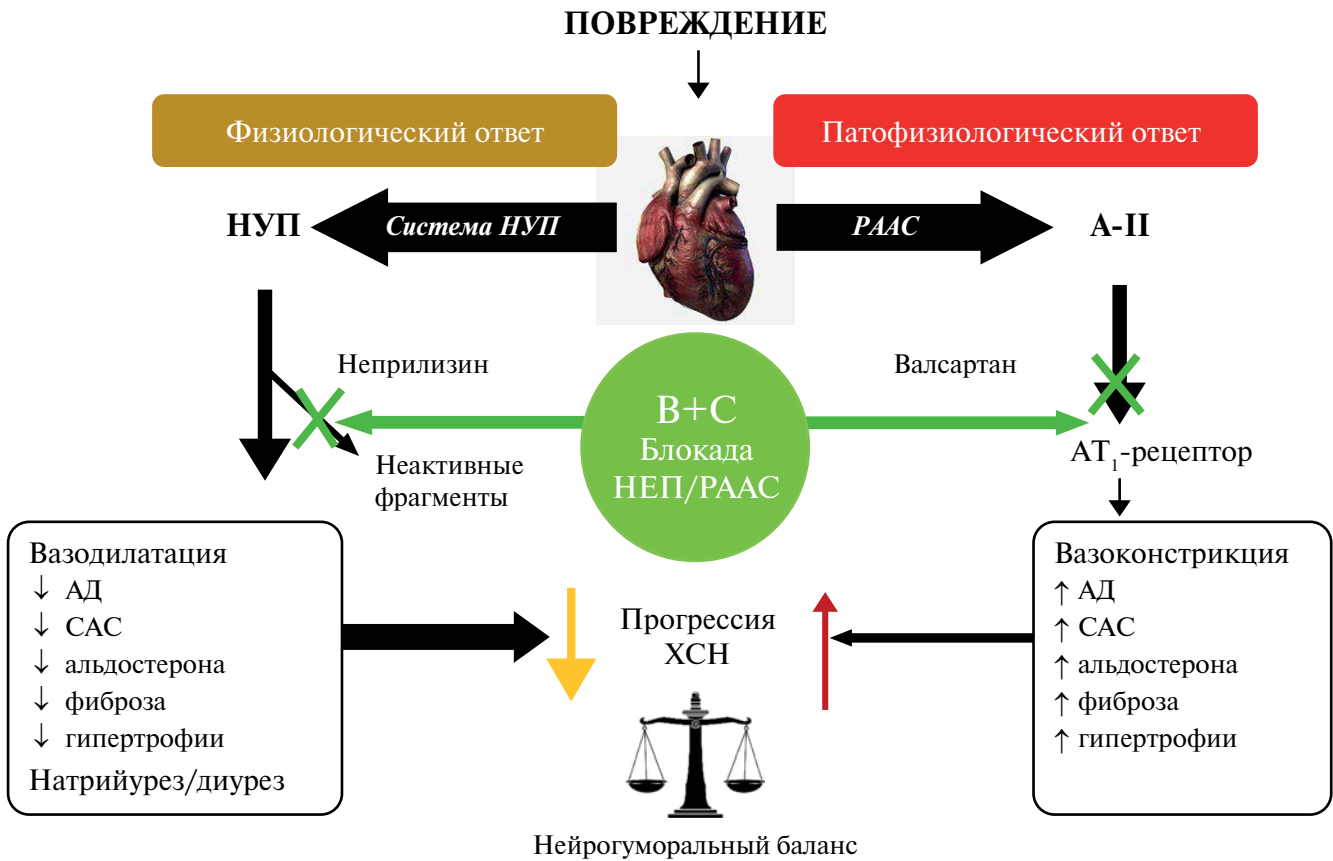 ПОВРЕЖДЕНИЕ
Физиологический ответ
Патофизиологический ответ
НУП
Система НУП
РААС
А-II
Неприлизин
Валсартан
В+С
Блокада
НЕП/РААС
Неактивные
фрагменты
АТ₁-рецептор
Вазодилатация
↓ АД
↓ САС
↓ альдостерона
↓ фиброза
↓ гипертрофии
Натрийурез/диурез
Прогрессия
ХСН
Вазоконстрикция
↑ АД
↑ САС
↑ альдостерона
↑ фиброза
↑ гипертрофии
Нейрогуморальный баланс